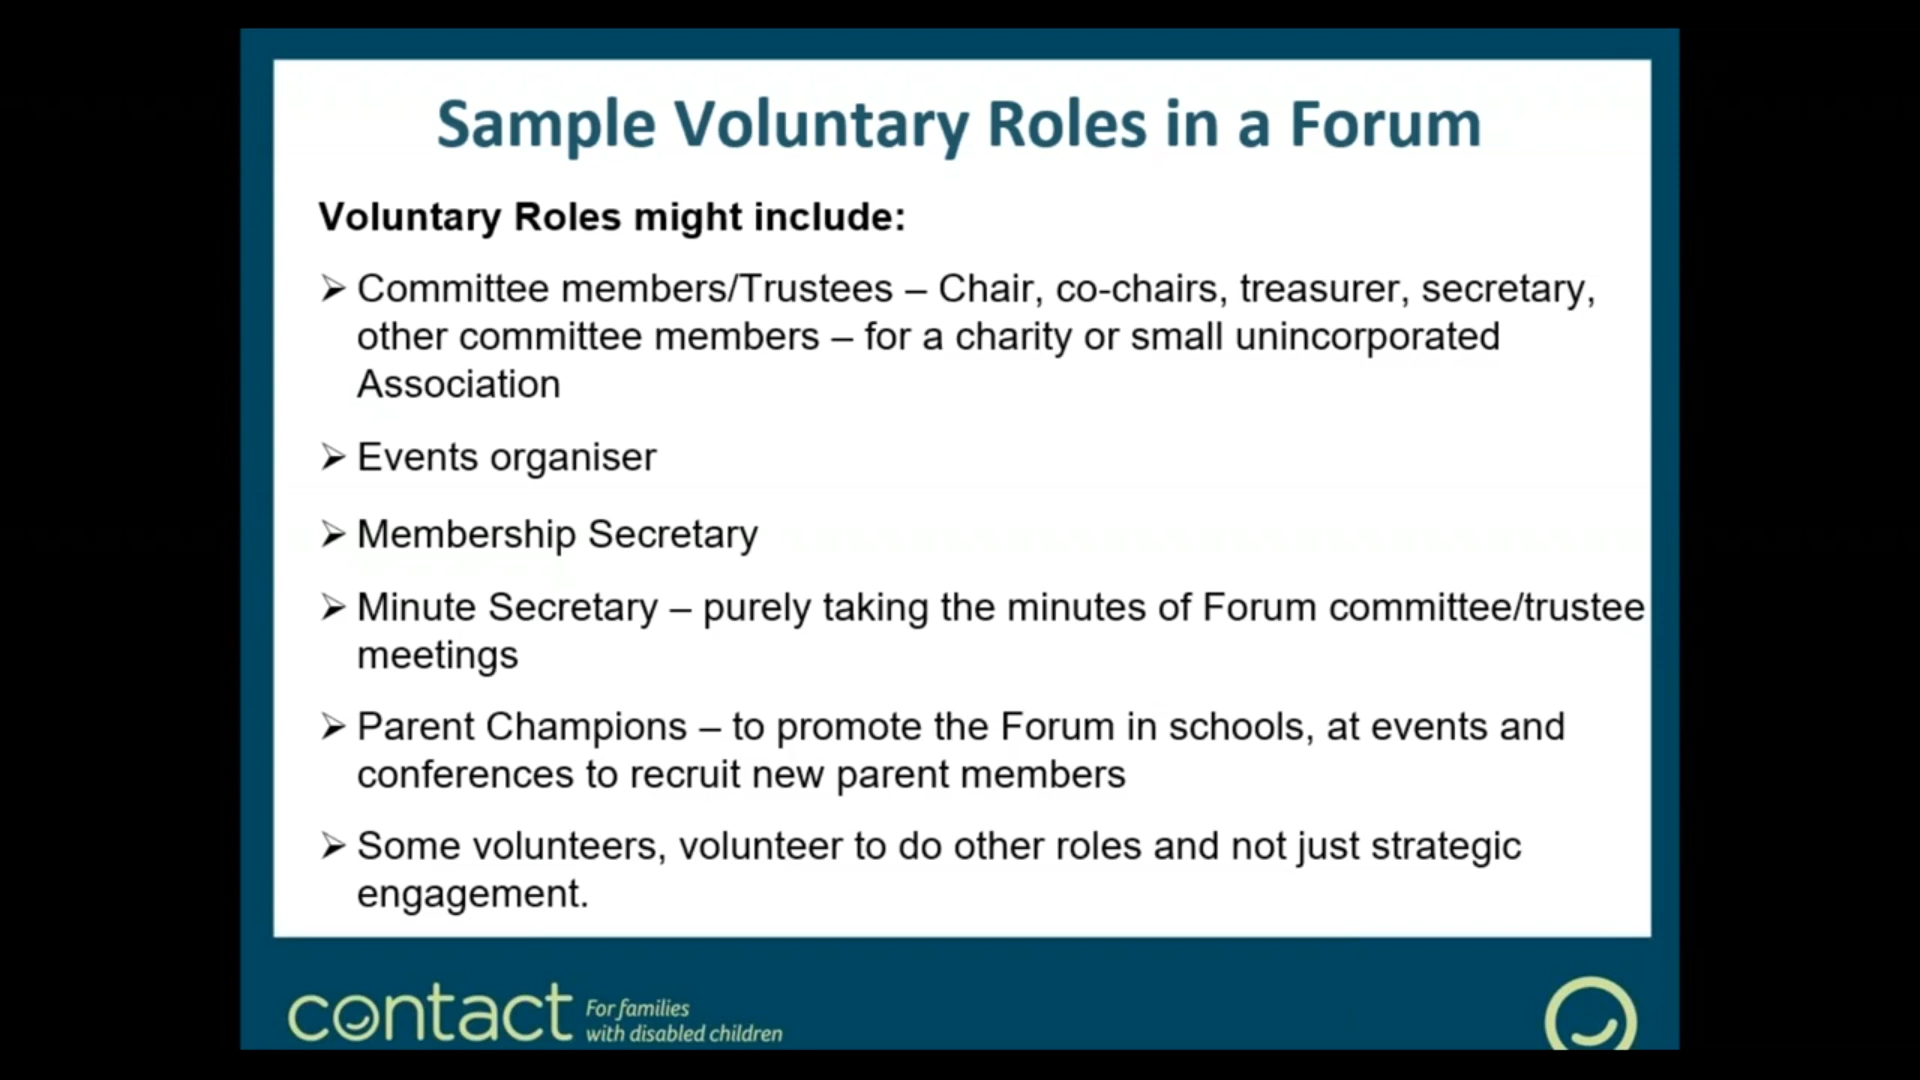 Sample Voluntary Roles in a Forum
Voluntary Roles might include:
➢ Committee members/Trustees – Chair, co-chairs, treasurer, secretary,
other committee members – for a charity or small unincorporated
Association
➢ Events organiser
➢ Membership Secretary
➢ Minute Secretary – purely taking the minutes of Forum committee/trustee
meetings
➢ Parent Champions – to promote the Forum in schools, at events and
conferences to recruit new parent members
➢ Some volunteers, volunteer to do other roles and not just strategic
engagement.
contact For families
with disabled children